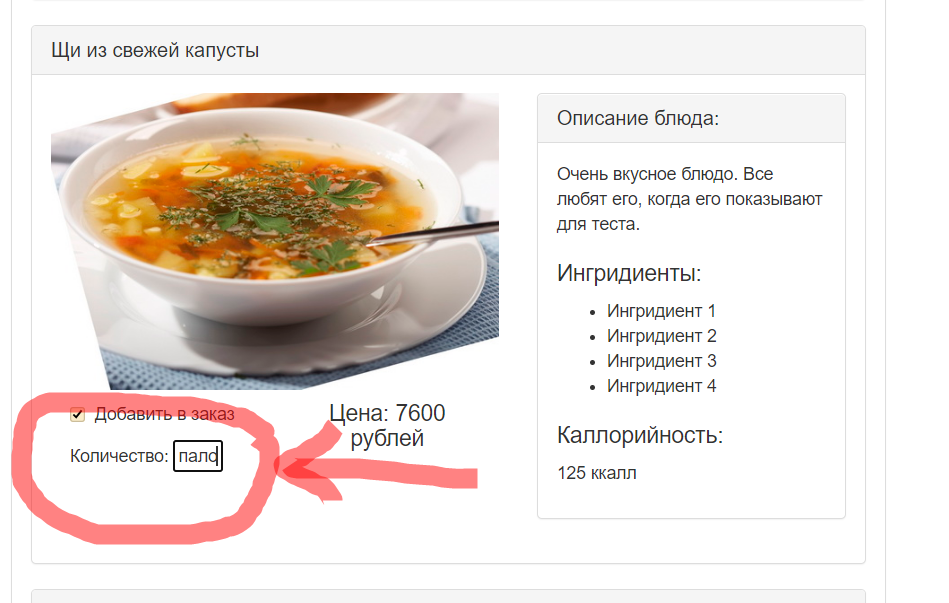 Щи из свежей капусты
Описание блюда:
Очень вкусное блюдо. Все
любят его, когда его показывают
для теста.
Ингридиенты:
Ингридиент 1
Ингридиент 2
Ингридиент 3
Ингридиент 4
Каллорийность:
125 ккалл
Добавить в заказ
Цена: 7600
рублей
Количество: пало